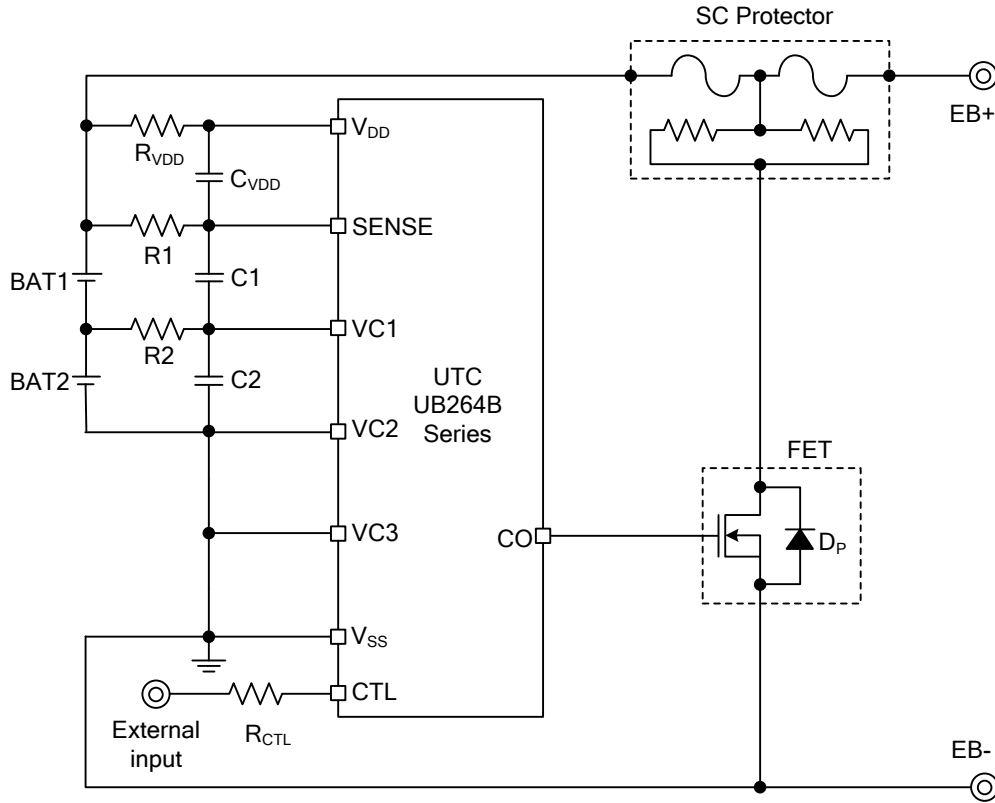 SC Protector
EB+
VDD
RVDD
CVDD
SENSE
R1
BAT1
C1
VC1
R2
BAT2
C2
UTC
UB264B
Series
VC2
FET
VC3
CO
DP
VSS
CTL
External
input
RCTL
EB-